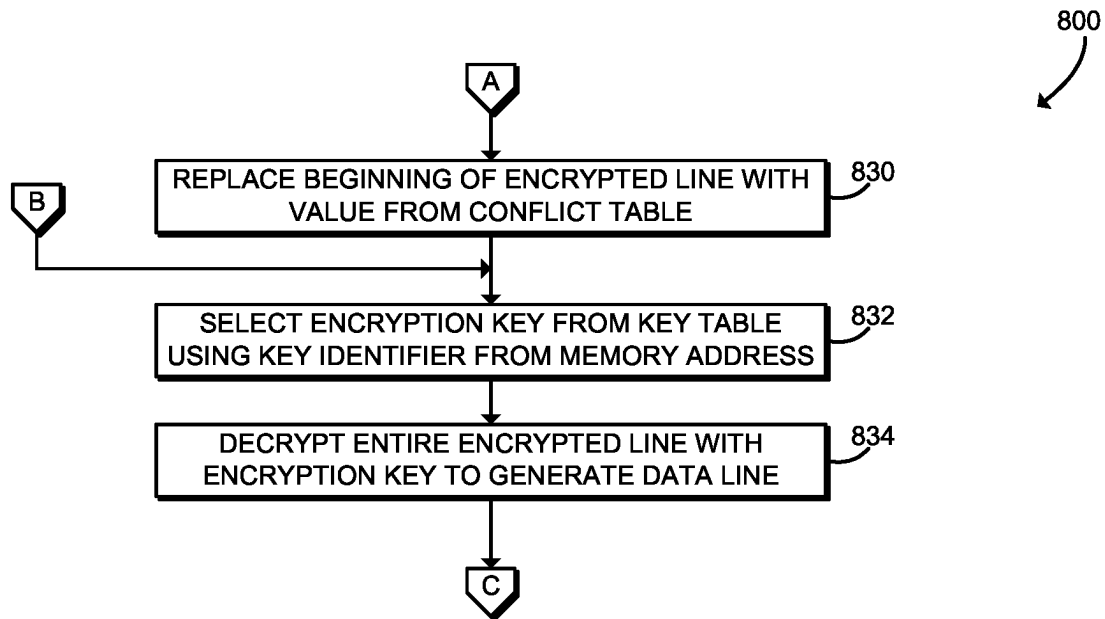 800
A
REPLACE BEGINNING OF ENCRYPTED LINE WITH
VALUE FROM CONFLICT TABLE
830
B
SELECT ENCRYPTION KEY FROM KEY TABLE
USING KEY IDENTIFIER FROM MEMORY ADDRESS
832
DECRYPT ENTIRE ENCRYPTED LINE WITH
ENCRYPTION KEY TO GENERATE DATA LINE
834
C